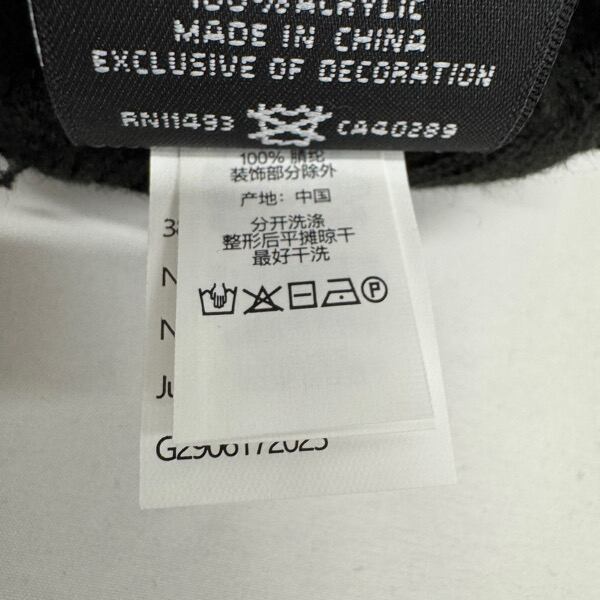 100% ACRYLIC
MADE IN CHINA
EXCLUSIVE OF DECORATION
RN11493 CA40289
100% 腈纶
装饰部分除外
产地：中国
分开洗涤
整形后平摊晾干
最好干洗
P
38
N
N
Ju